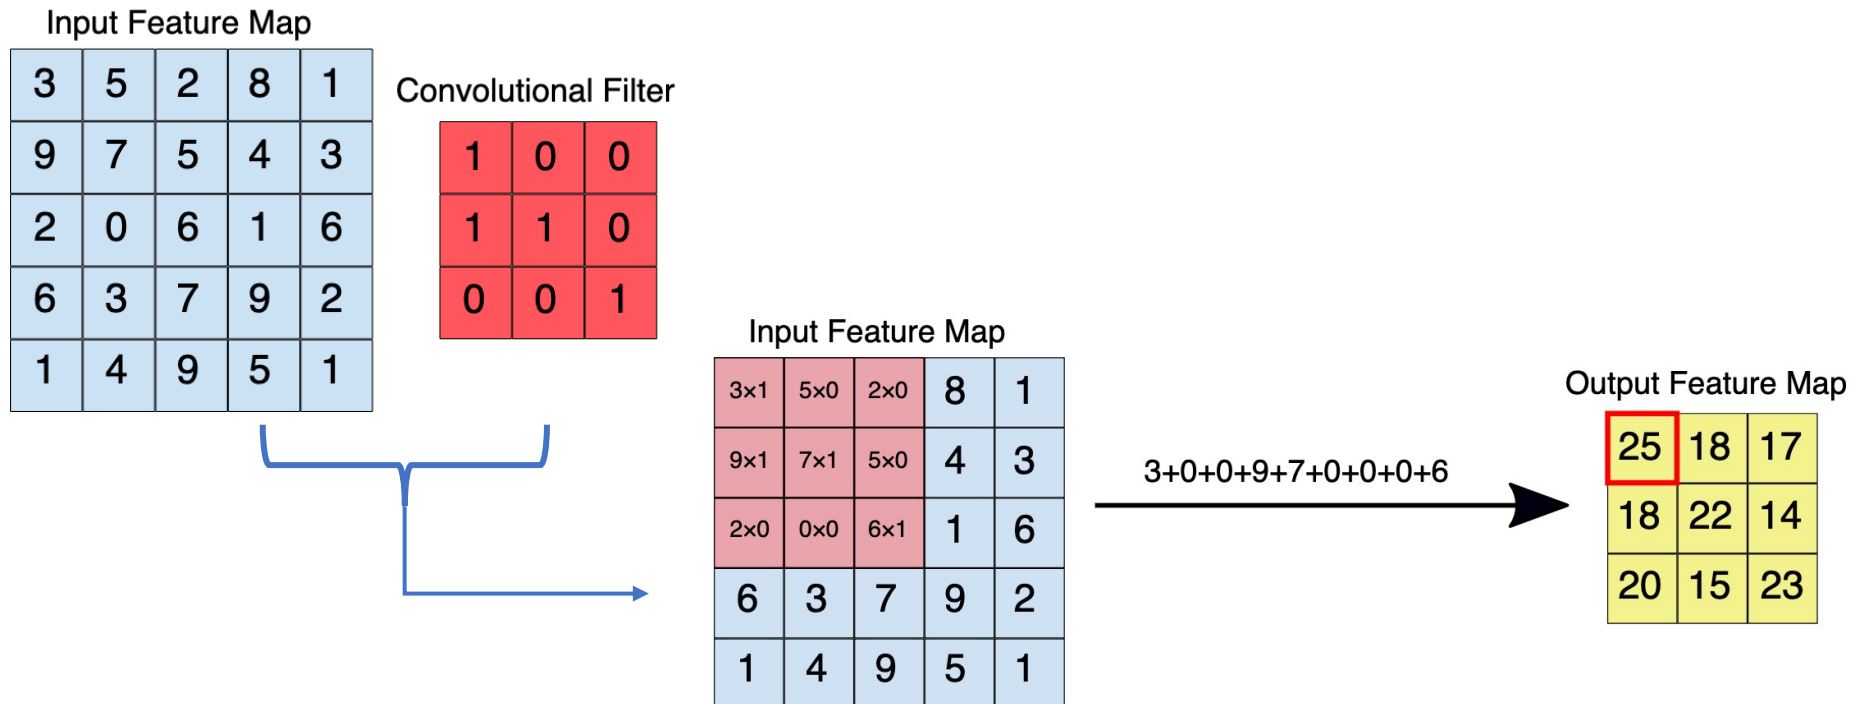 Input Feature Map
3 5 2 8 1
9 7 5 4 3
2 0 6 1 6
6 3 7 9 2
1 4 9 5 1
Convolutional Filter
1 0 0
1 1 0
0 0 1
Input Feature Map
3×1 5×0 2×0 8 1
9×1 7×1 5×0 4 3
2×0 0×0 6×1 1 6
6 3 7 9 2
1 4 9 5 1
3+0+0+9+7+0+0+0+6
Output Feature Map
25 18 17
18 22 14
20 15 23